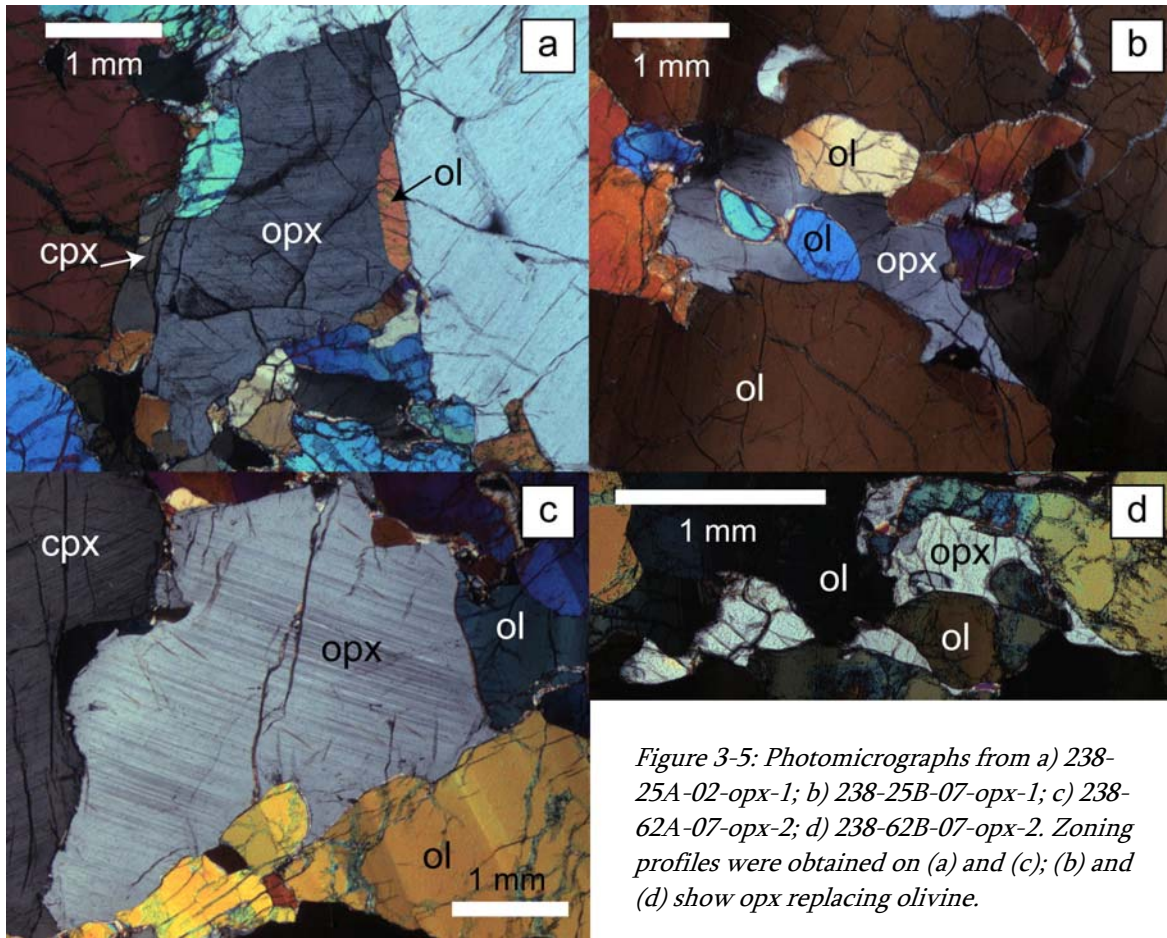 1 mm
a
ol
cpx
opx
1 mm
b
ol
ol
opx
ol
c
cpx
opx
ol
ol
1 mm
1 mm
d
opx
ol
ol
Figure 3-5: Photomicrographs from a) 238-
25A-02-opx-1; b) 238-25B-07-opx-1; c) 238-
62A-07-opx-2; d) 238-62B-07-opx-2. Zoning
profiles were obtained on (a) and (c); (b) and
(d) show opx replacing olivine.